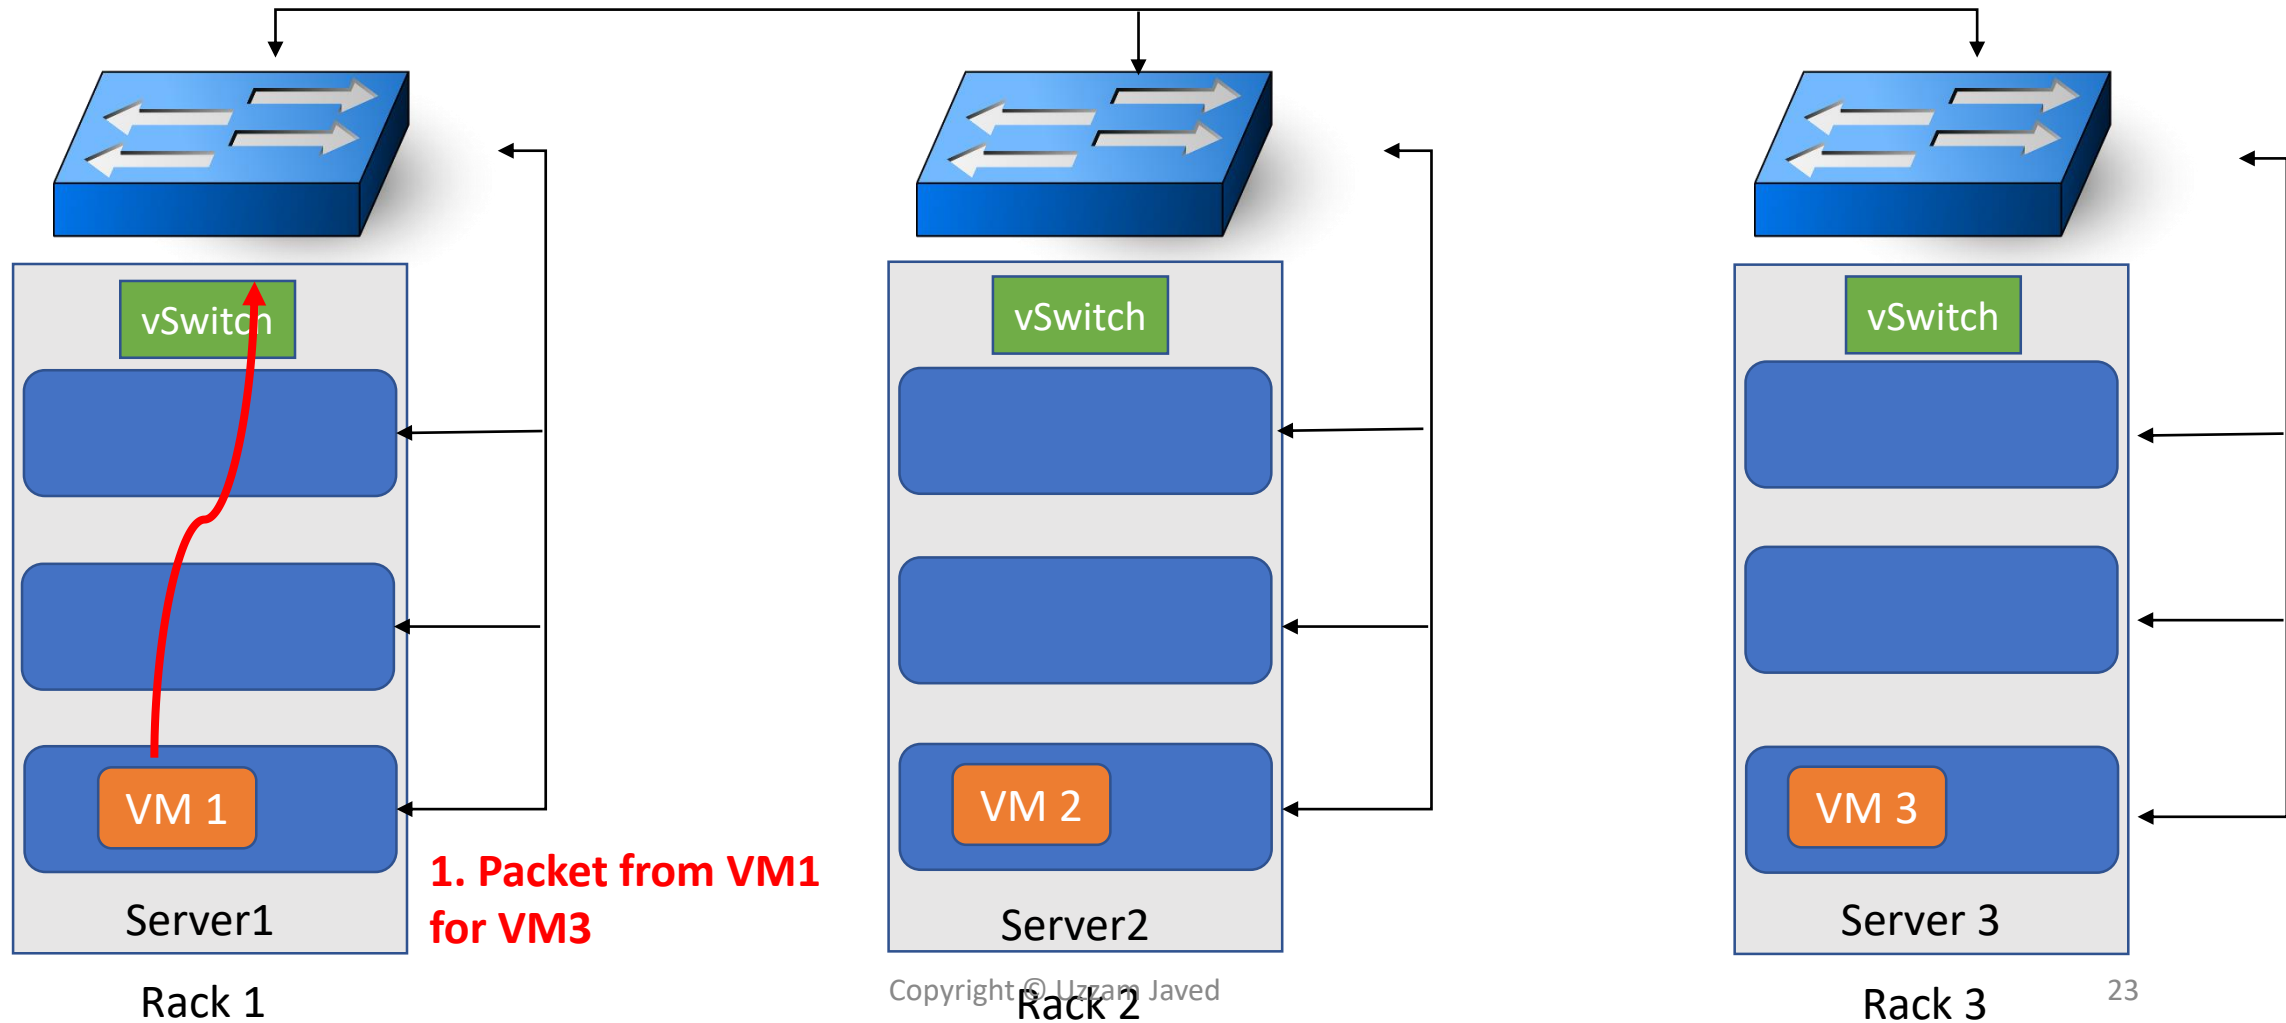 vSwitch
vSwitch
vSwitch
VM 1
VM 2
VM 3
1. Packet from VM1
for VM3
Server1
Server2
Server 3
Rack 1
Copyright © Uzzam Javed
Rack 2
Rack 3
23